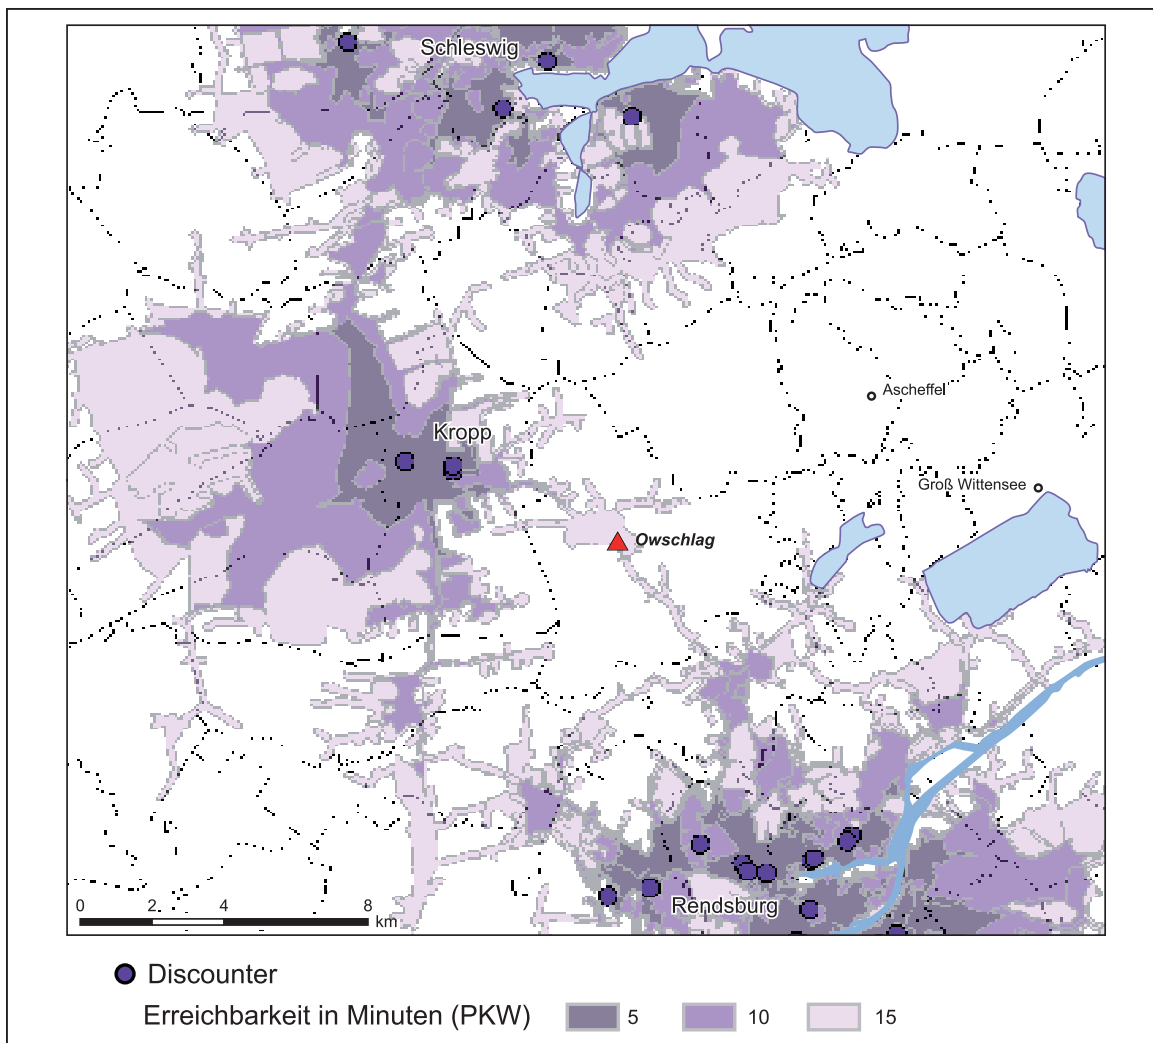 Schleswig
Ascheffel
Kropp
Groß Wittensee
Owschlag
0 2 4 8
km
Rendsburg
Discounter
Erreichbarkeit in Minuten (PKW) 5 10 15